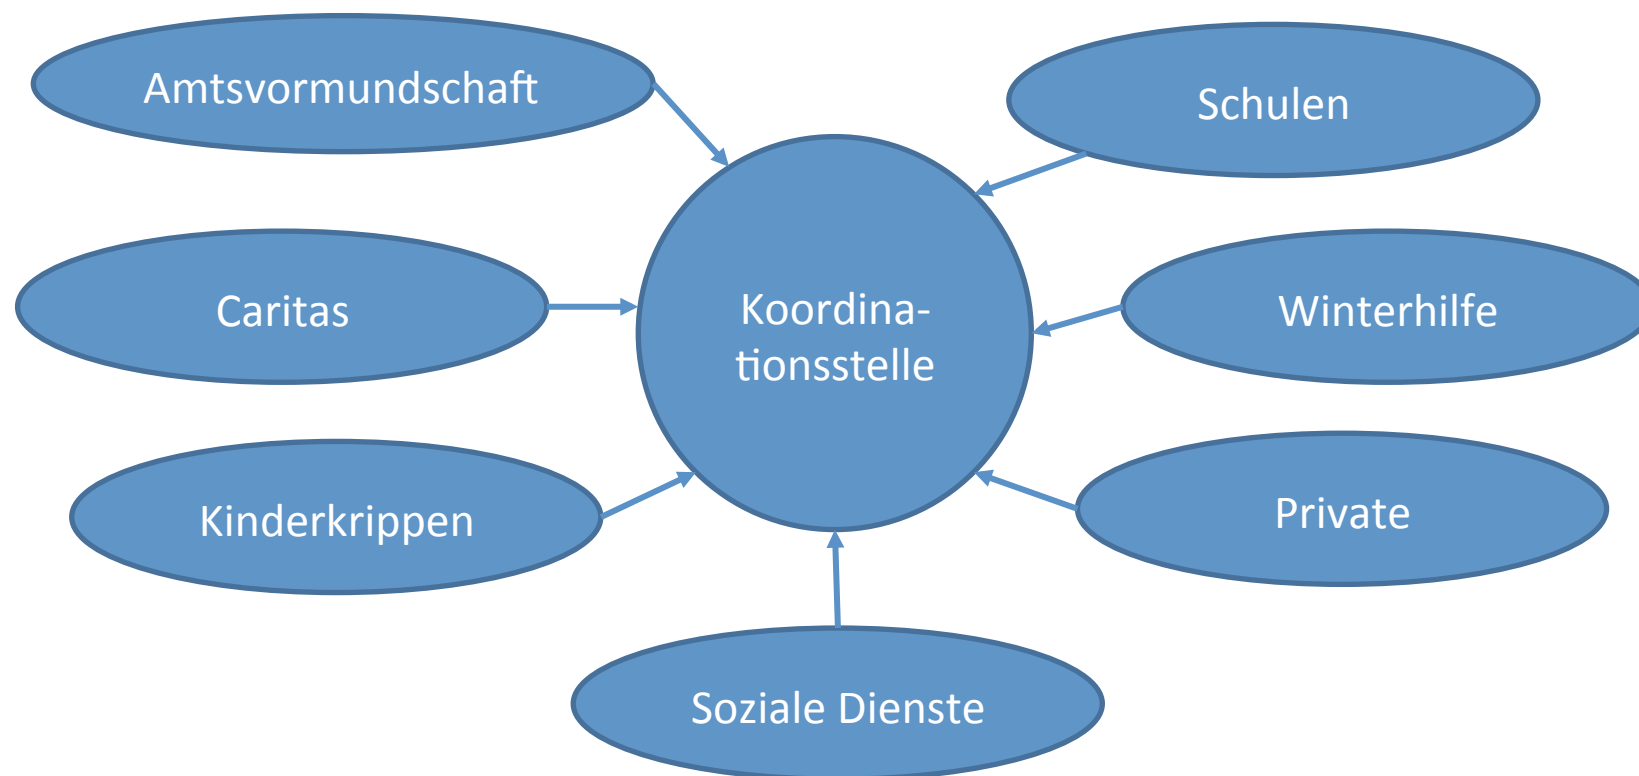 Amtsvormundschaft
Schulen
Caritas
Koordina-
tionsstelle
Winterhilfe
Kinderkrippen
Private
Soziale Dienste